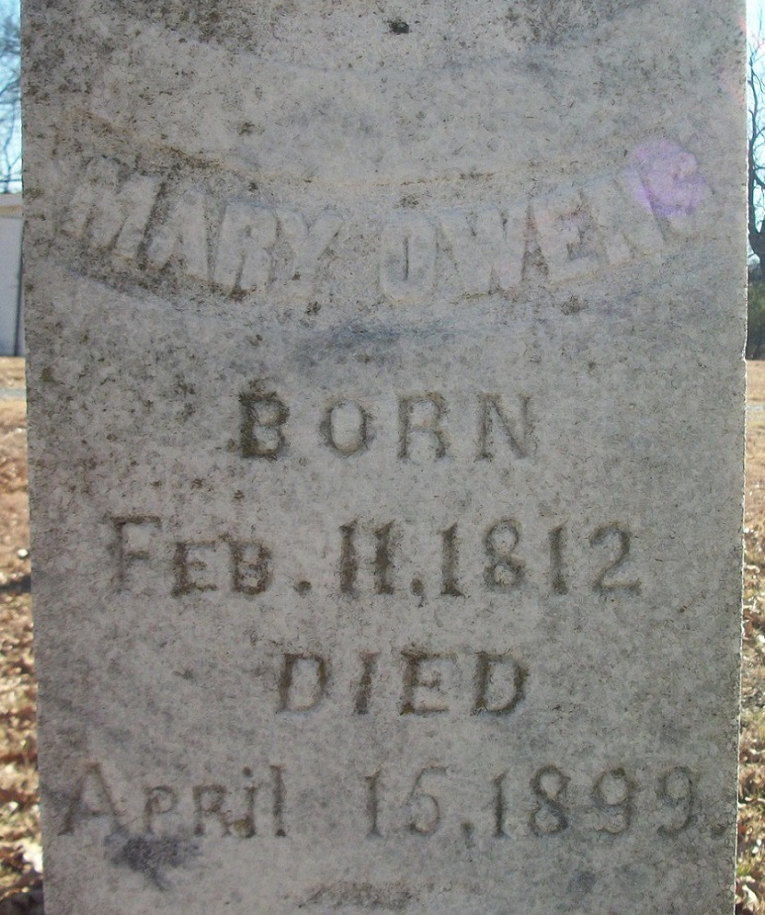 MARY OWENS
BORN
FEB. 11, 1812
DIED
APRIL 15, 1899.